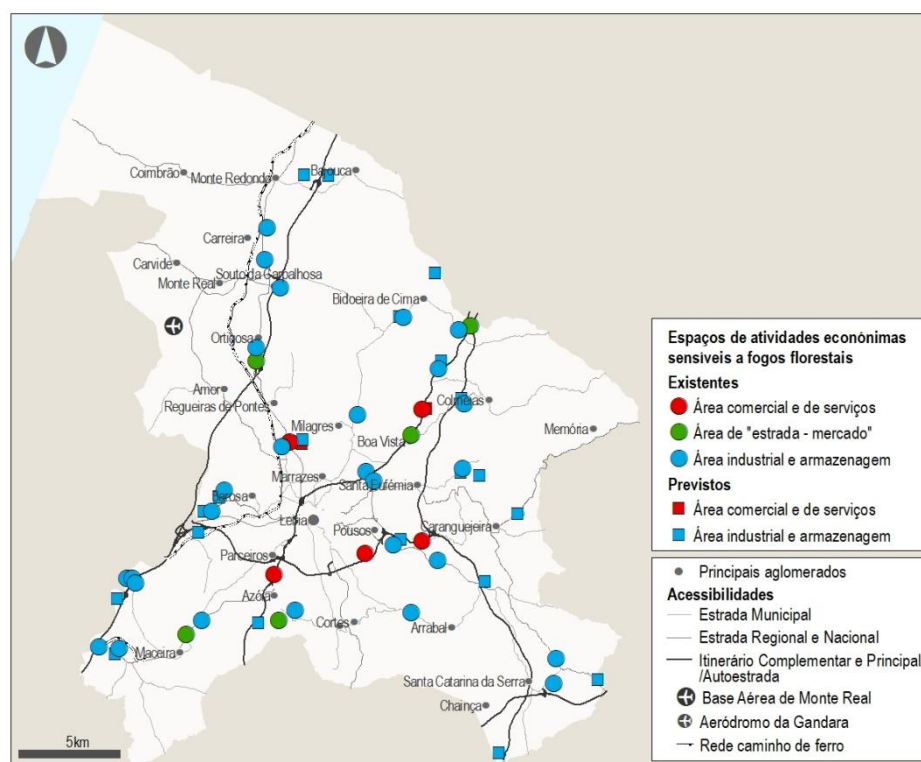 Coimbrão
Monte Redondo
Bajouca
Carreira
Carvide
Souto da Carpalhosa
Monte Real
Bidoeira de Cima
Ortigosa
Amor
Regueiras de Pontes
Colmeias
Milagres
Memória
Boa Vista
Marrazes
Santa Eufémia
Barosa
Leiria
Pousos
Caranguejeira
Parceiros
Azóia
Cortes
Arrabal
Maceira
Santa Catarina da Serra
Chainça
5km
Espaços de atividades econónimas
sensíveis a fogos florestais
Existentes
Área comercial e de serviços
Área de "estrada - mercado"
Área industrial e armazenagem
Previstos
Área comercial e de serviços
Área industrial e armazenagem
Principais aglomerados
Acessibilidades
Estrada Municipal
Estrada Regional e Nacional
Itinerário Complementar e Principal
/Autoestrada
Base Aérea de Monte Real
Aeródromo da Gandara
Rede caminho de ferro